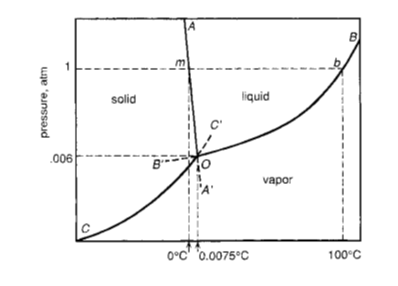 A
B
1
m
b
solid
liquid
pressure, atm
C'
.006
B'
O
A'
vapor
C
0°C
0.0075°C
100°C